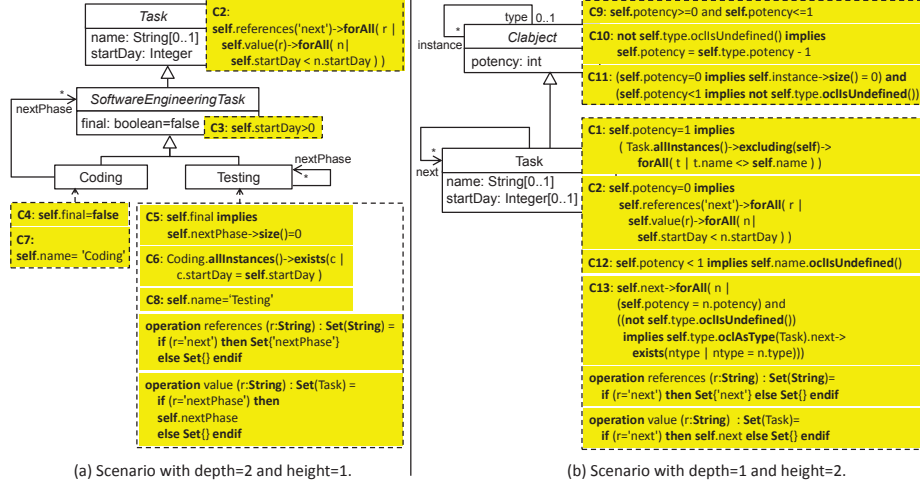 Task
name: String[0..1]
startDay: Integer
C2:
self.references('next')->forAll( r |
self.value(r)->forAll( n|
self.startDay < n.startDay ) )
*
nextPhase
SoftwareEngineeringTask
final: boolean=false
C3: self.startDay>0
Coding
Testing
nextPhase
*
C4: self.final=false
C7:
self.name= 'Coding'
C5: self.final implies
self.nextPhase->size()=0
C6: Coding.allInstances()->exists(c |
c.startDay = self.startDay )
C8: self.name='Testing'
operation references (r:String) : Set(String) =
if (r='next') then Set{'nextPhase'}
else Set{} endif
operation value (r:String) : Set(Task) =
if (r='nextPhase') then
self.nextPhase
else Set{} endif
(a) Scenario with depth=2 and height=1.
type
0..1
*
instance
Clabject
potency: int
C9: self.potency>=0 and self.potency<=1
C10: not self.type.oclIsUndefined() implies
self.potency = self.type.potency - 1
C11: (self.potency=0 implies self.instance->size() = 0) and
(self.potency<1 implies not self.type.oclIsUndefined())
*
next
Task
name: String[0..1]
startDay: Integer[0..1]
C1: self.potency=1 implies
( Task.allInstances()->excluding(self)->
forAll( t | t.name <> self.name ) )
C2: self.potency=0 implies
self.references('next')->forAll( r |
self.value(r)->forAll( n|
self.startDay < n.startDay ) )
C12: self.potency < 1 implies self.name.oclIsUndefined()
C13: self.next->forAll( n |
(self.potency = n.potency) and
((not self.type.oclIsUndefined())
implies self.type.oclAsType(Task).next->
exists(ntype | ntype = n.type)))
operation references (r:String) : Set(String)=
if (r='next') then Set{'next'} else Set{} endif
operation value (r:String) : Set(Task)=
if (r='next') then self.next else Set{} endif
(b) Scenario with depth=1 and height=2.